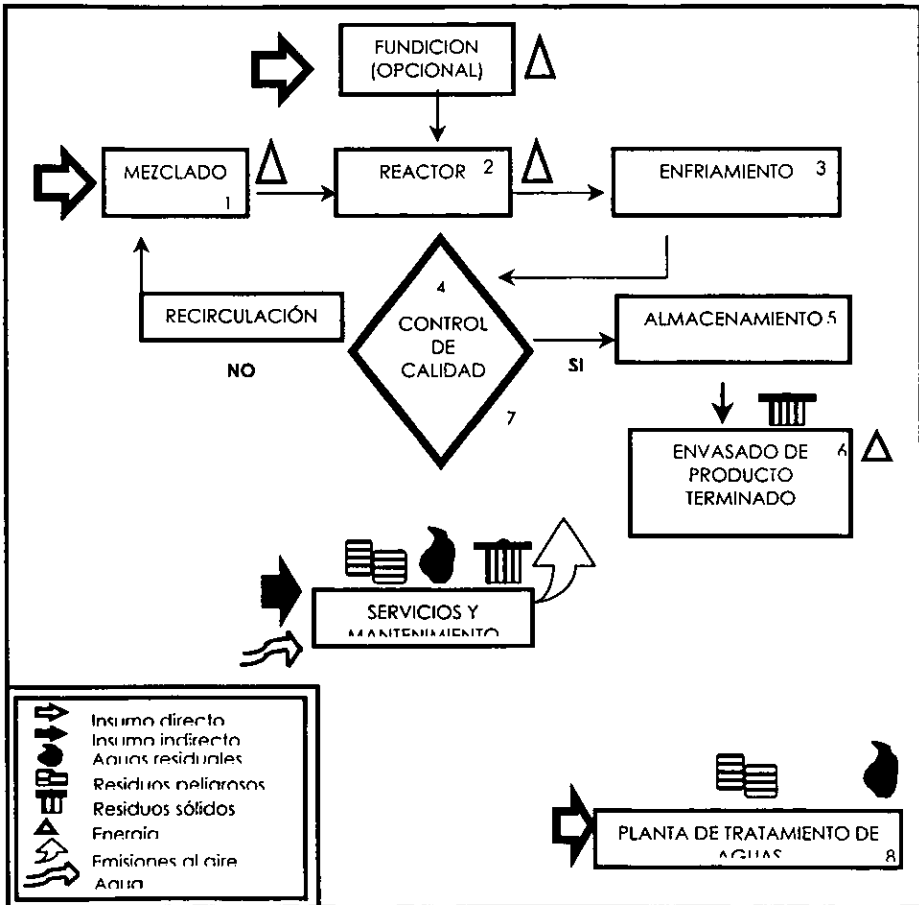 FUNDICION
(OPCIONAL)
MEZCLADO
1
REACTOR 2
ENFRIAMIENTO 3
RECIRCULACIÓN
NO
4
CONTROL
DE
CALIDAD
7
SI
ALMACENAMIENTO 5
ENVASADO DE 6
PRODUCTO
TERMINADO
SERVICIOS Y
MANTENIMIENTO
Insumo directo
Insumo indirecto
Aguas residuales
Residuos peligrosos
Residuos sólidos
Energía
Emisiones al aire
Agua
PLANTA DE TRATAMIENTO DE
AGUAS 8